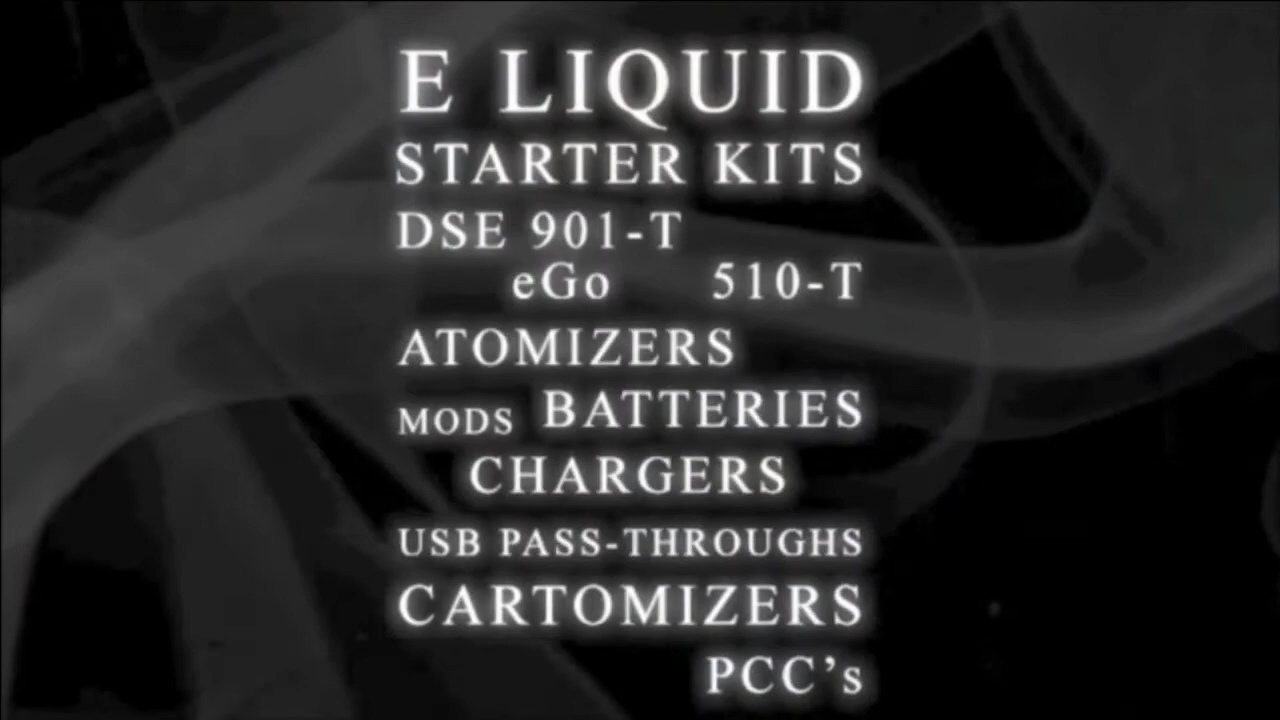 E LIQUID
STARTER KITS
DSE 901-T
eGo 510-T
ATOMIZERS
MODS BATTERIES
CHARGERS
USB PASS-THROUGHS
CARTOMIZERS
PCC's